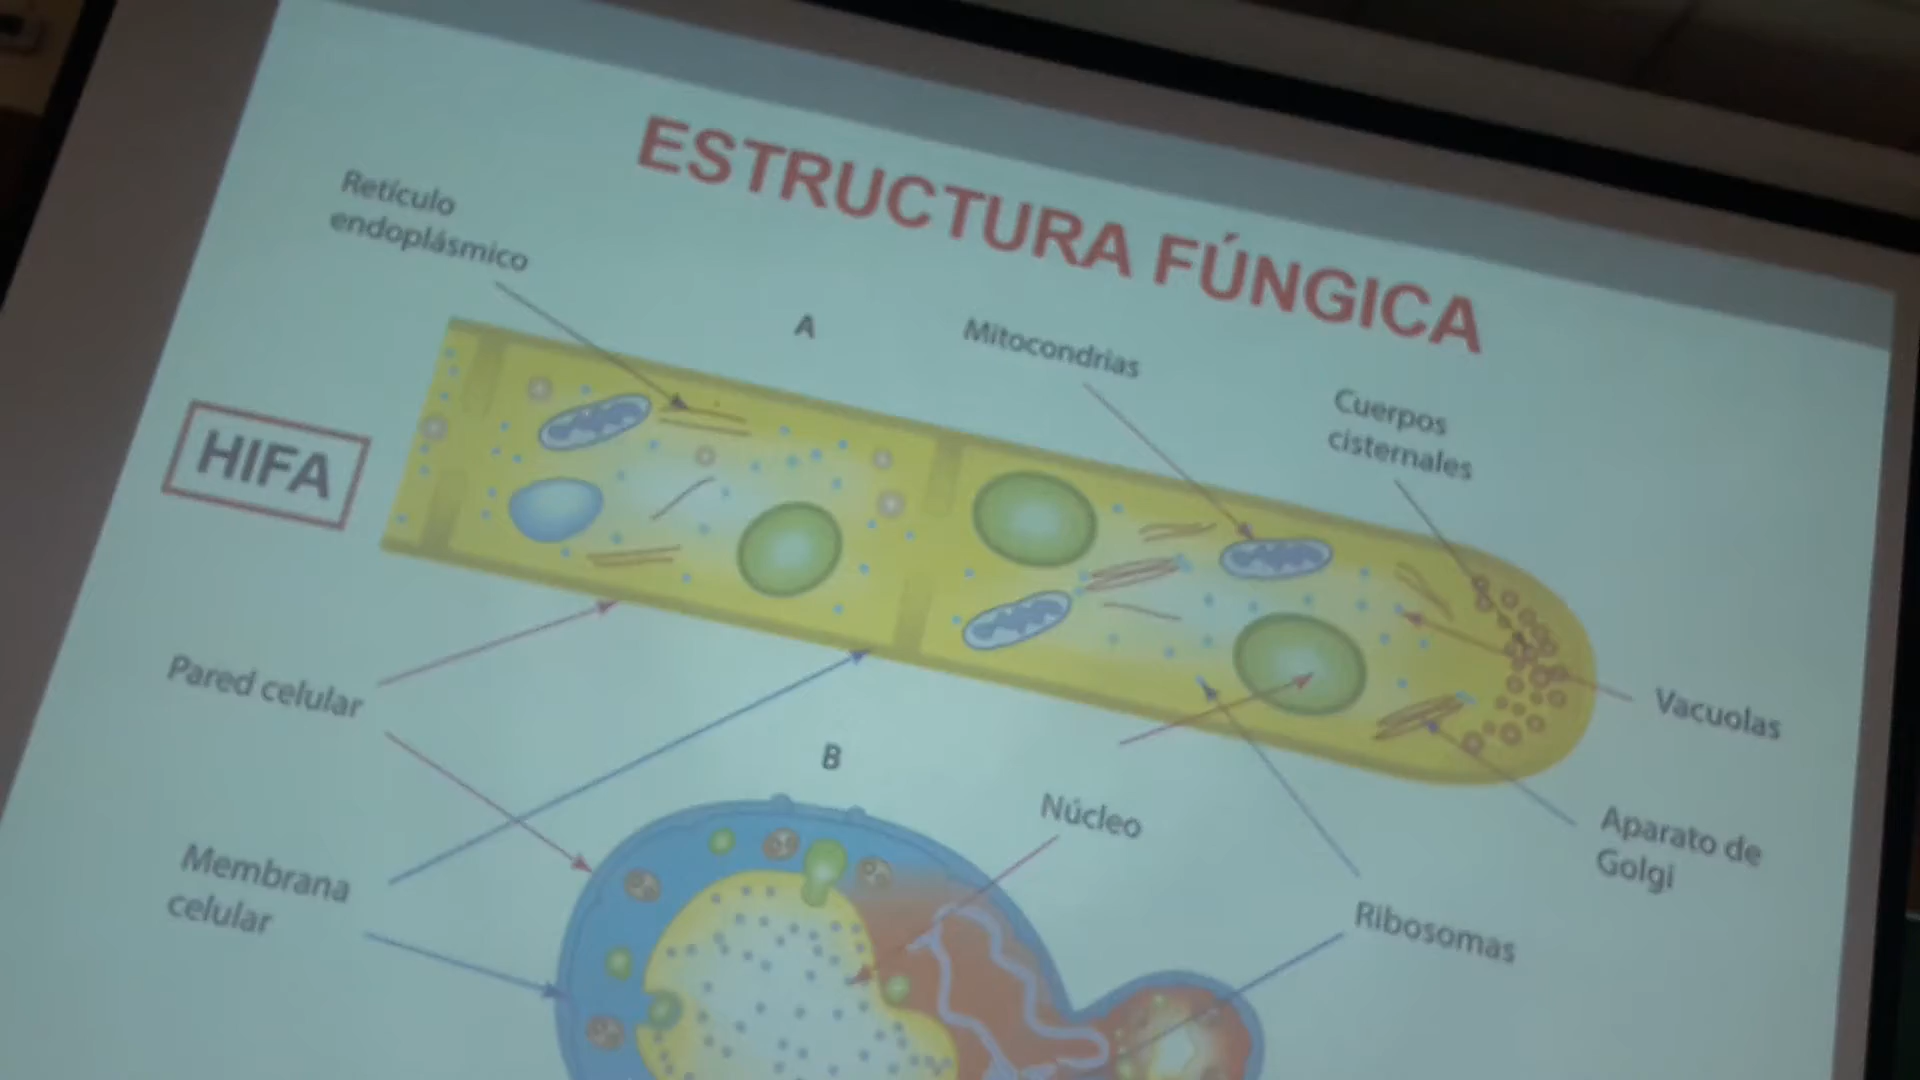 ESTRUCTURA FÚNGICA
Retículo
endoplásmico
A
Mitocondrias
Cuerpos
cisternales
HIFA
Pared celular
Vacuolas
B
Núcleo
Aparato de
Golgi
Membrana
celular
Ribosomas